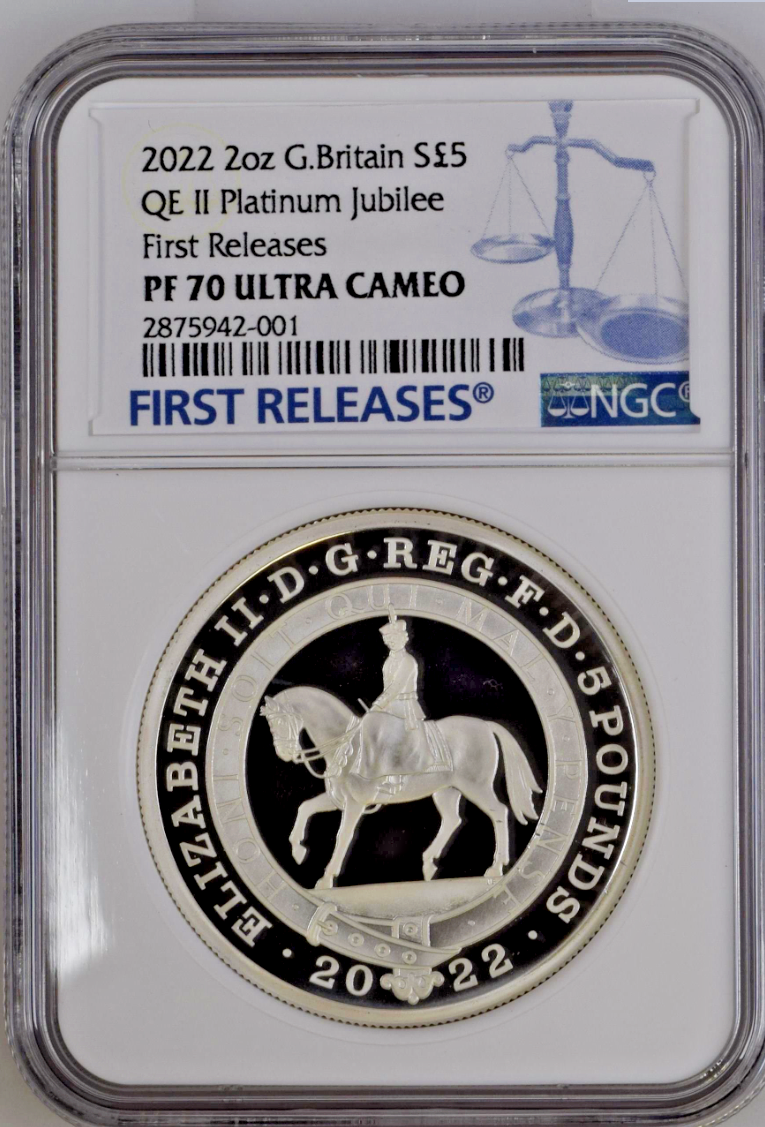 2022 2oz G.Britain S£5
QE II Platinum Jubilee
First Releases
PF 70 ULTRA CAMEO
2875942-001
FIRST RELEASES®
NGC®
ELIZABETH II·D·G·REG·F·D·5 POUNDS
HONI·SOIT·QUI·MAL·Y·PENSE
·2022·